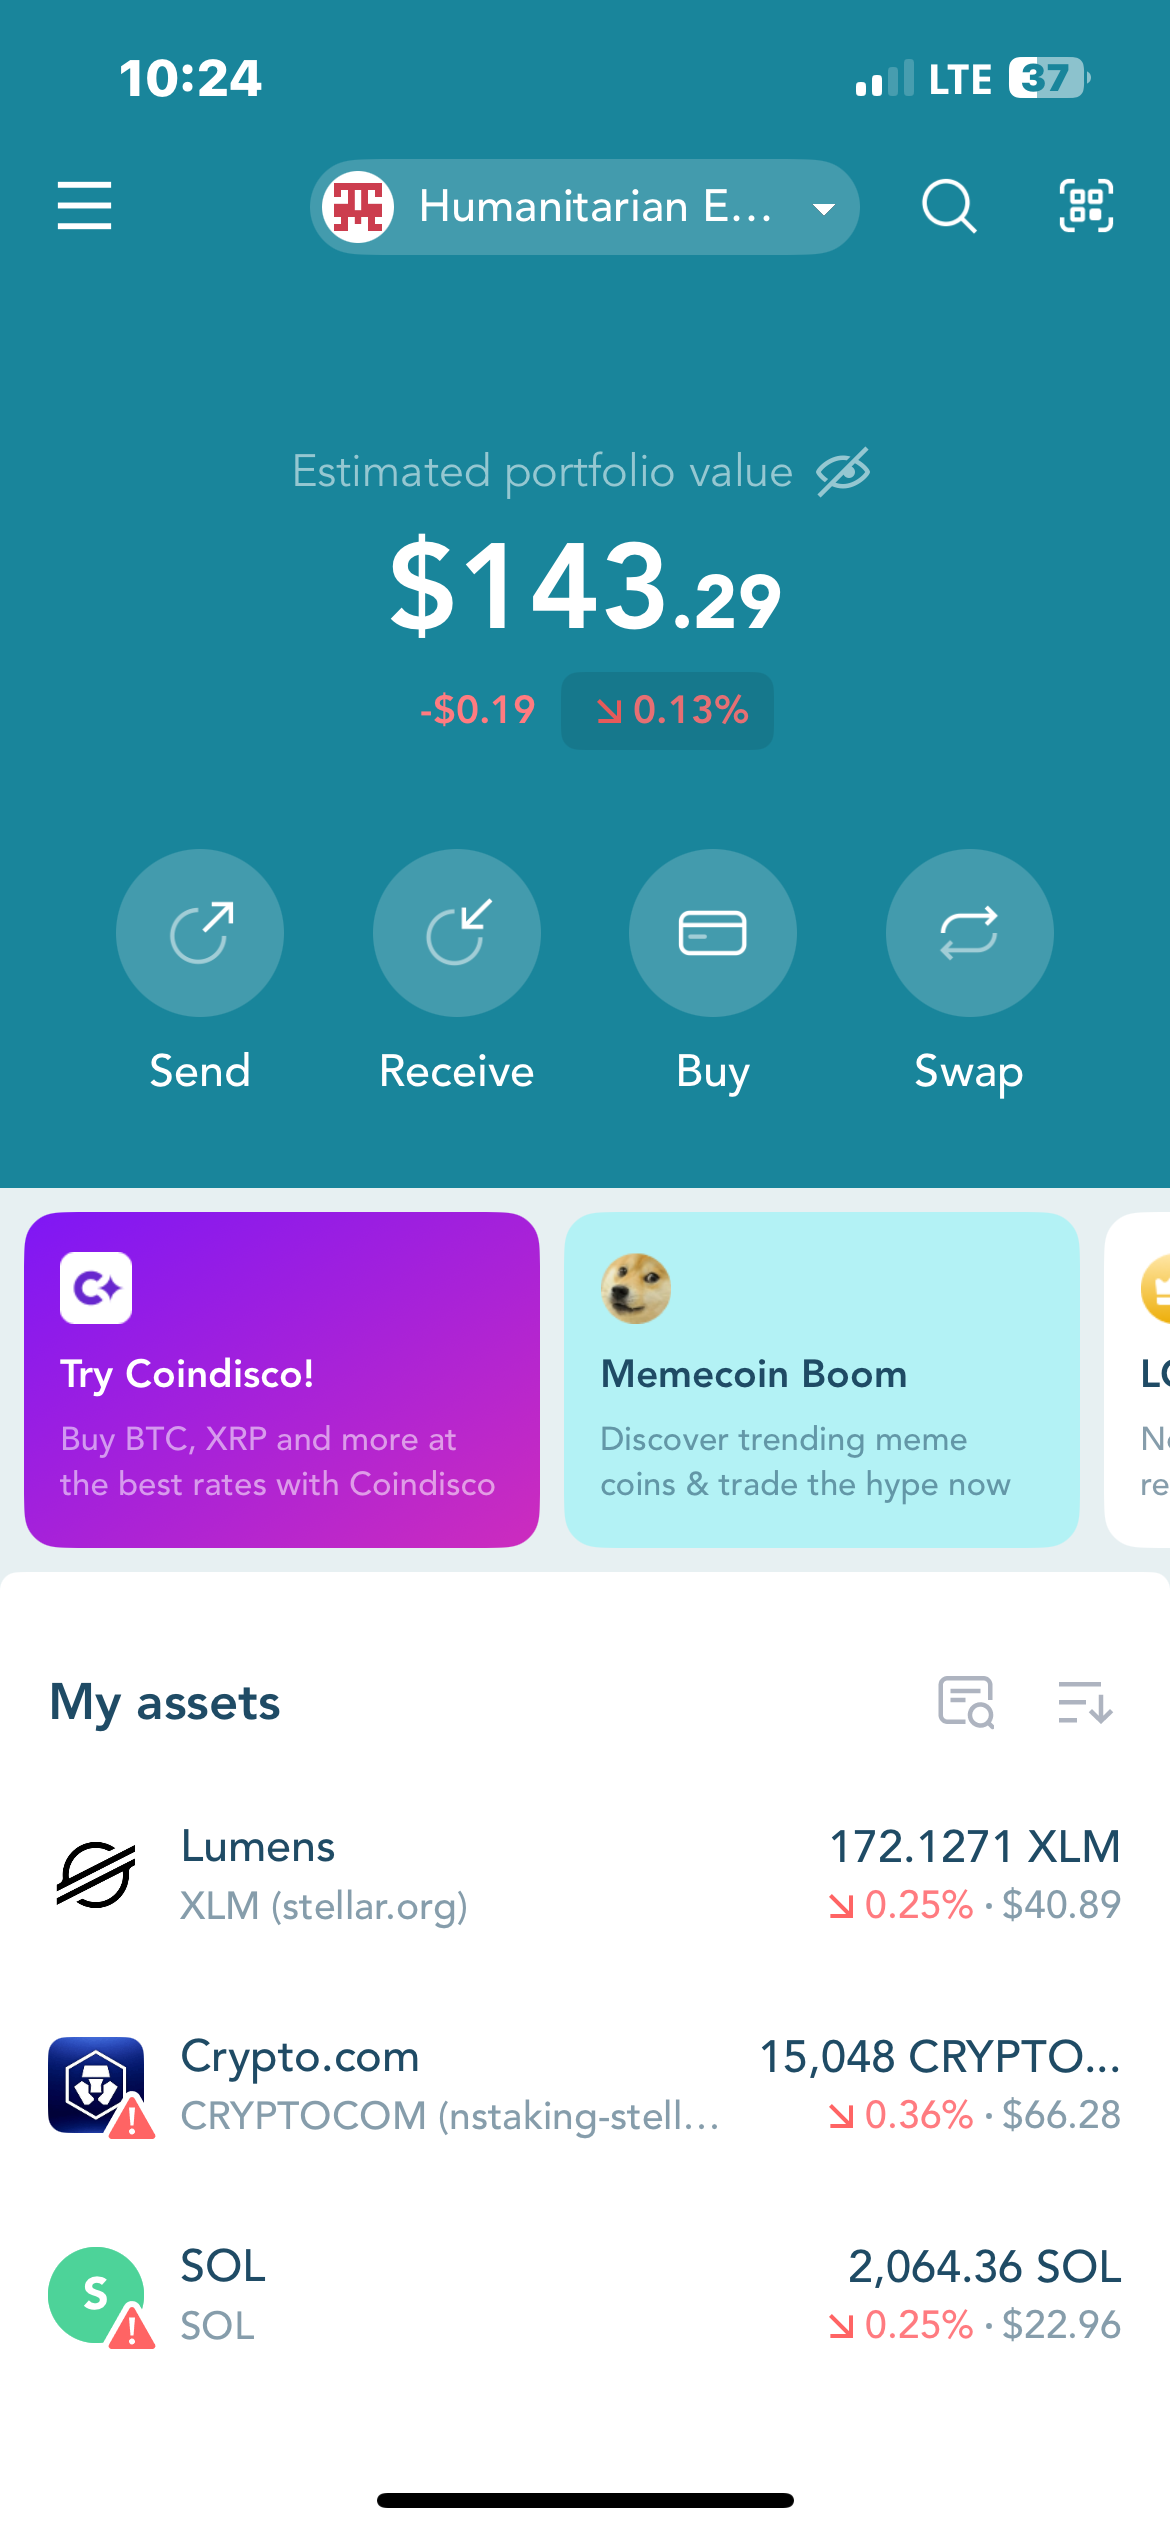 10:24
LTE 37
Humanitarian E...
Estimated portfolio value
$143.29
-$0.19 ↘ 0.13%
Send Receive Buy Swap
Try Coindisco!
Buy BTC, XRP and more at
the best rates with Coindisco
Memecoin Boom
Discover trending meme
coins & trade the hype now
re
My assets
Lumens
172.1271 XLM
XLM (stellar.org)
↘ 0.25% · $40.89
Crypto.com
15,048 CRYPTO...
CRYPTOCOM (nstaking-stell...
↘ 0.36% · $66.28
S
SOL
2,064.36 SOL
SOL
↘ 0.25% · $22.96